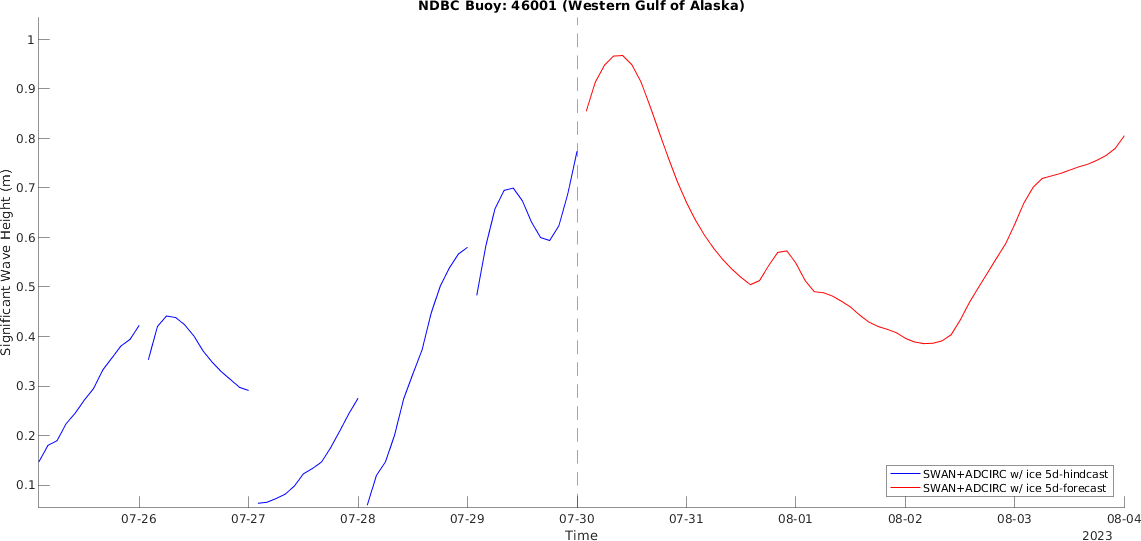 NDBC Buoy: 46001 (Western Gulf of Alaska)
Significant Wave Height (m)
1
0.9
0.8
0.7
0.6
0.5
0.4
0.3
0.2
0.1
SWAN+ADCIRC w/ ice 5d-hindcast
SWAN+ADCIRC w/ ice 5d-forecast
07-26 07-27 07-28 07-29 07-30 07-31 08-01 08-02 08-03 08-04
Time
2023